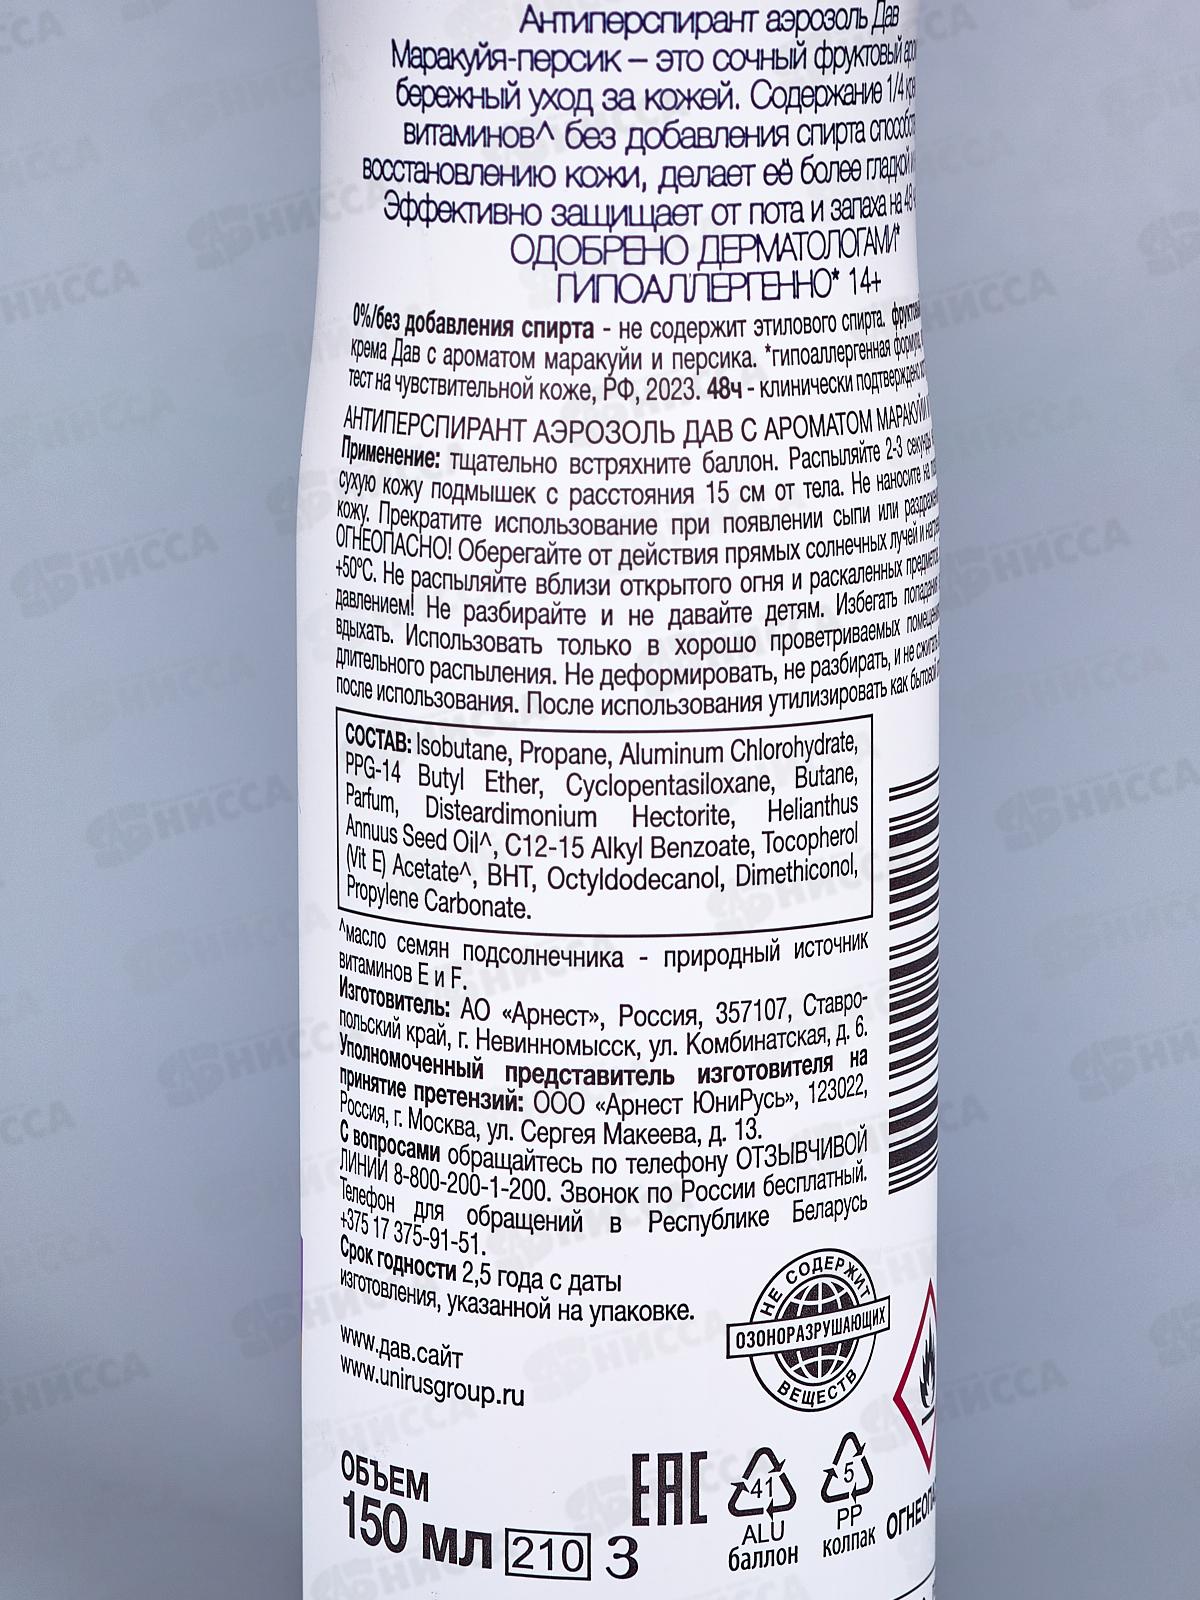 Антиперспирант аэрозоль Дав
Маракуйя-персик – это сочный фруктовый
бережный уход за кожей. Содержание 1/4
витаминов^ без добавления спирта
восстановлению кожи, делает её более гладкой
Эффективно защищает от пота и запаха на 48
ОДОБРЕНО ДЕРМАТОЛОГАМИ*
ГИПОАЛЛЕРГЕННО* 14+
0%/без добавления спирта - не содержит этилового спирта.
крема Дав с ароматом маракуйи и персика. *гипоаллергенная формула,
тест на чувствительной коже, РФ, 2023. 48ч - клинически подтверждено
АНТИПЕРСПИРАНТ АЭРОЗОЛЬ ДАВ С АРОМАТОМ МАРАКУЙИ
Применение: тщательно встряхните баллон. Распыляйте 2-3 секунды
сухую кожу подмышек с расстояния 15 см от тела. Не наносите на
кожу. Прекратите использование при появлении сыпи или
ОГНЕОПАСНО! Оберегайте от действия прямых солнечных лучей и
+50°С. Не распыляйте вблизи открытого огня и раскаленных
давлением! Не разбирайте и не давайте детям. Избегать
вдыхать. Использовать только в хорошо проветриваемых
длительного распыления. Не деформировать, не разбирать, и не
после использования. После использования утилизировать как бытовой
СОСТАВ: Isobutane, Propane, Aluminum Chlorohydrate,
PPG-14 Butyl Ether, Cyclopentasiloxane, Butane,
Parfum, Disteardimonium Hectorite, Helianthus
Annuus Seed Oil^, C12-15 Alkyl Benzoate, Tocopherol
(Vit E) Acetate^, BHT, Octyldodecanol, Dimethiconol,
Propylene Carbonate.
^масло семян подсолнечника - природный источник
витаминов Е и F.
Изготовитель: АО «Арнест», Россия, 357107, Ставро-
польский край, г. Невинномысск, ул. Комбинатская, д. 6.
Уполномоченный представитель изготовителя на
принятие претензий: ООО «Арнест ЮниРусь», 123022,
Россия, г. Москва, ул. Сергея Макеева, д. 13.
С вопросами обращайтесь по телефону ОТЗЫВЧИВОЙ
ЛИНИИ 8-800-200-1-200. Звонок по России бесплатный.
Телефон для обращений в Республике Беларусь
+375 17 375-91-51.
Срок годности 2,5 года с даты
изготовления, указанной на упаковке.
www.дав.сайт
www.unirusgroup.ru
НЕ СОДЕРЖИТ
ОЗОНОРАЗРУШАЮЩИХ
ВЕЩЕСТВ
ОБЪЕМ
150 мл 210 3
ЕАС
41
ALU
баллон
5
PP
колпак
НИССА